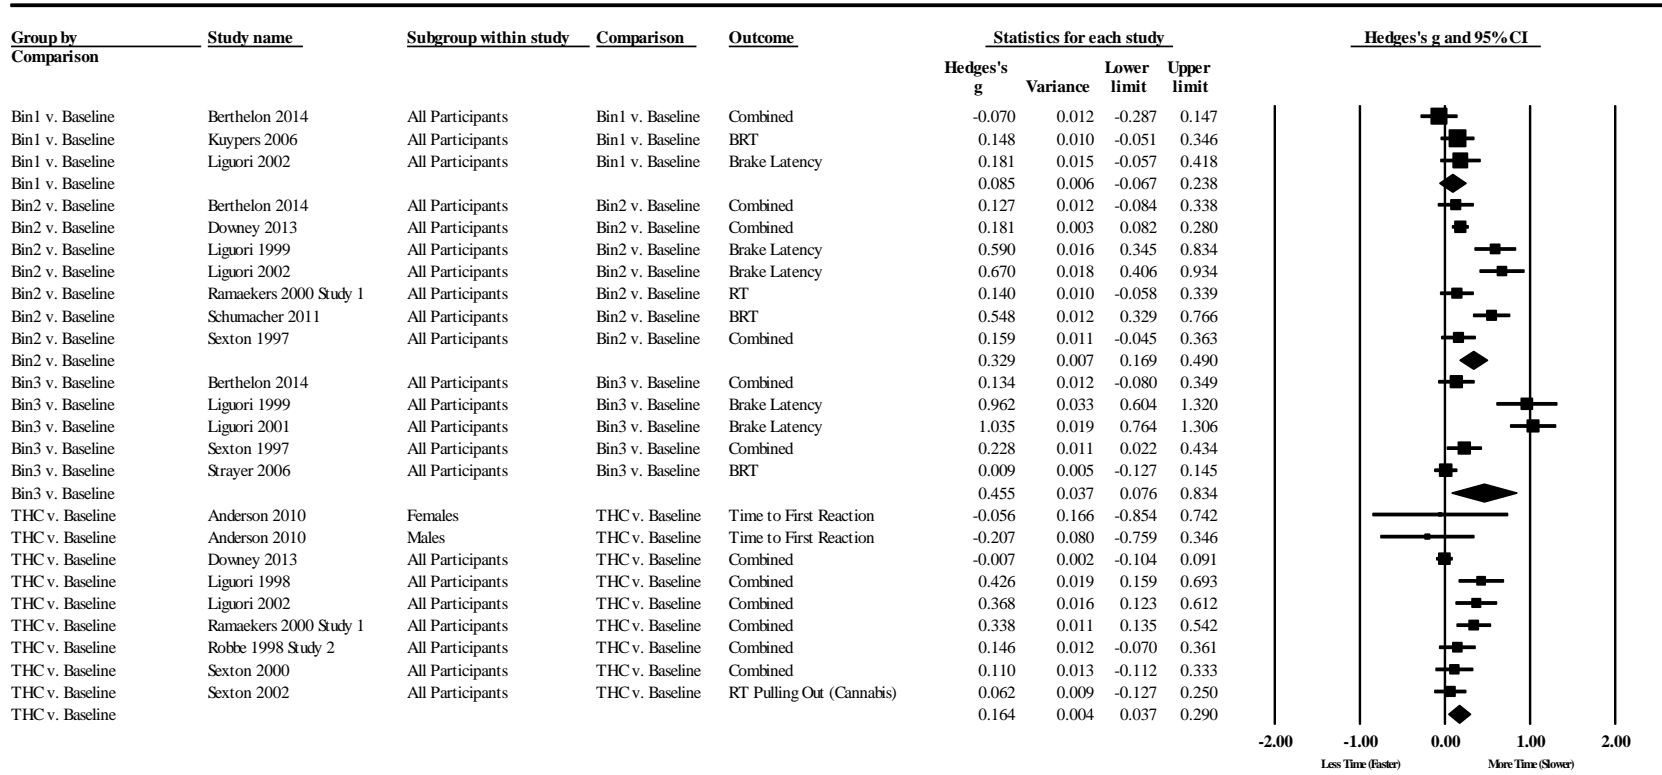 Group by Comparison Study name Subgroup within study Comparison Outcome Statistics for each study Hedges's g and 95% CI
Hedges's g Variance Lower limit Upper limit
Bin1 v. Baseline Berthelon 2014 All Participants Bin1 v. Baseline Combined -0.070 0.012 -0.287 0.147
Bin1 v. Baseline Kuypers 2006 All Participants Bin1 v. Baseline BRT 0.148 0.010 -0.051 0.346
Bin1 v. Baseline Liguori 2002 All Participants Bin1 v. Baseline Brake Latency 0.181 0.015 -0.057 0.418
Bin1 v. Baseline 0.085 0.006 -0.067 0.238
Bin2 v. Baseline Berthelon 2014 All Participants Bin2 v. Baseline Combined 0.127 0.012 -0.084 0.338
Bin2 v. Baseline Downey 2013 All Participants Bin2 v. Baseline Combined 0.181 0.003 0.082 0.280
Bin2 v. Baseline Liguori 1999 All Participants Bin2 v. Baseline Brake Latency 0.590 0.016 0.345 0.834
Bin2 v. Baseline Liguori 2002 All Participants Bin2 v. Baseline Brake Latency 0.670 0.018 0.406 0.934
Bin2 v. Baseline Ramaekers 2000 Study 1 All Participants Bin2 v. Baseline RT 0.140 0.010 -0.058 0.339
Bin2 v. Baseline Schumacher 2011 All Participants Bin2 v. Baseline BRT 0.548 0.012 0.329 0.766
Bin2 v. Baseline Sexton 1997 All Participants Bin2 v. Baseline Combined 0.159 0.011 -0.045 0.363
Bin2 v. Baseline 0.329 0.007 0.169 0.490
Bin3 v. Baseline Berthelon 2014 All Participants Bin3 v. Baseline Combined 0.134 0.012 -0.080 0.349
Bin3 v. Baseline Liguori 1999 All Participants Bin3 v. Baseline Brake Latency 0.962 0.033 0.604 1.320
Bin3 v. Baseline Liguori 2001 All Participants Bin3 v. Baseline Brake Latency 1.035 0.019 0.764 1.306
Bin3 v. Baseline Sexton 1997 All Participants Bin3 v. Baseline Combined 0.228 0.011 0.022 0.434
Bin3 v. Baseline Strayer 2006 All Participants Bin3 v. Baseline BRT 0.009 0.005 -0.127 0.145
Bin3 v. Baseline 0.455 0.037 0.076 0.834
THC v. Baseline Anderson 2010 Females THC v. Baseline Time to First Reaction -0.056 0.166 -0.854 0.742
THC v. Baseline Anderson 2010 Males THC v. Baseline Time to First Reaction -0.207 0.080 -0.759 0.346
THC v. Baseline Downey 2013 All Participants THC v. Baseline Combined -0.007 0.002 -0.104 0.091
THC v. Baseline Liguori 1998 All Participants THC v. Baseline Combined 0.426 0.019 0.159 0.693
THC v. Baseline Liguori 2002 All Participants THC v. Baseline Combined 0.368 0.016 0.123 0.612
THC v. Baseline Ramaekers 2000 Study 1 All Participants THC v. Baseline Combined 0.338 0.011 0.135 0.542
THC v. Baseline Robbe 1998 Study 2 All Participants THC v. Baseline Combined 0.146 0.012 -0.070 0.361
THC v. Baseline Sexton 2000 All Participants THC v. Baseline Combined 0.110 0.013 -0.112 0.333
THC v. Baseline Sexton 2002 All Participants THC v. Baseline RT Pulling Out (Cannabis) 0.062 0.009 -0.127 0.250
THC v. Baseline 0.164 0.004 0.037 0.290
-2.00 -1.00 0.00 1.00 2.00
Less Time (Faster) More Time (Slower)